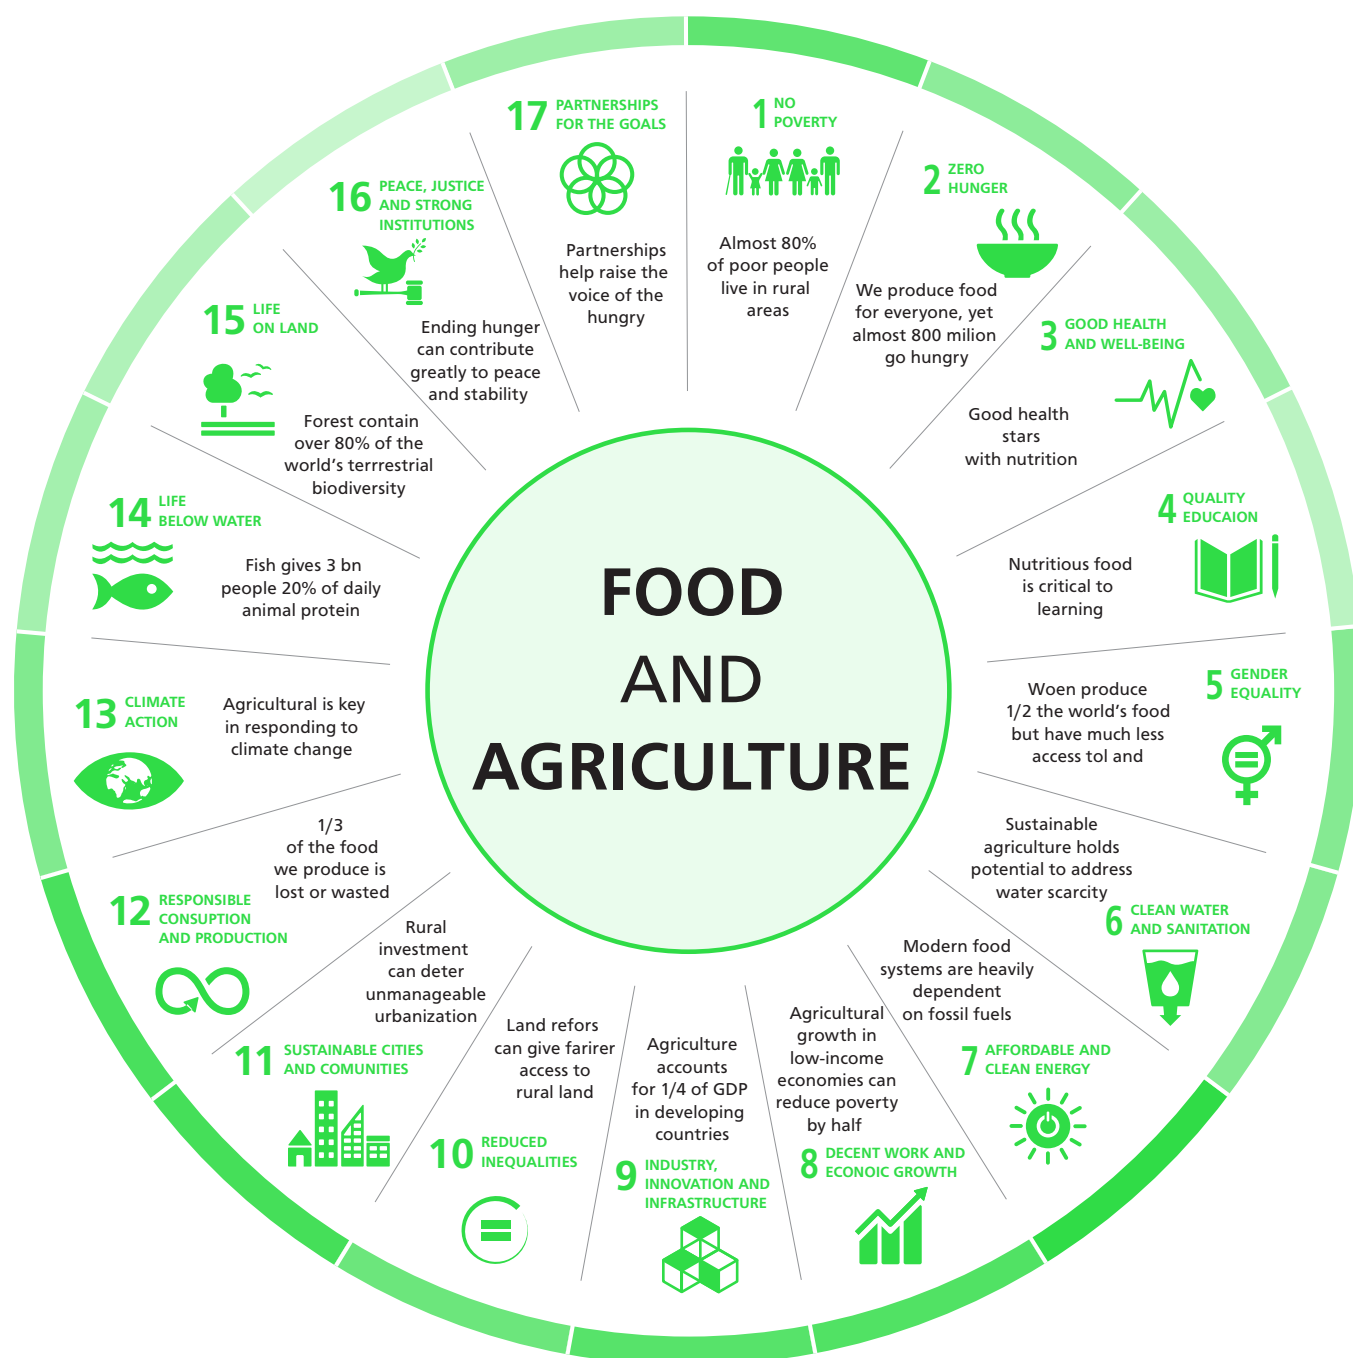 FOOD
AND
AGRICULTURE
1 NO
POVERTY
Almost 80%
of poor people
live in rural
areas
2 ZERO
HUNGER
We produce food
for everyone, yet
almost 800 milion
go hungry
3 GOOD HEALTH
AND WELL-BEING
Good health
stars
with nutrition
4 QUALITY
EDUCAION
Nutritious food
is critical to
learning
5 GENDER
EQUALITY
Woen produce
1/2 the world's food
but have much less
access tol and
Sustainable
agriculture holds
potential to address
water scarcity
6 CLEAN WATER
AND SANITATION
Modern food
systems are heavily
dependent
on fossil fuels
7 AFFORDABLE AND
CLEAN ENERGY
Agricultural
growth in
low-income
economies can
reduce poverty
by half
8 DECENT WORK AND
ECONOIC GROWTH
Agriculture
accounts
for 1/4 of GDP
in developing
countries
9 INDUSTRY,
INNOVATION AND
INFRASTRUCTURE
Land refors
can give farirer
access to
rural land
10 REDUCED
INEQUALITIES
Rural
investment
can deter
unmanageable
urbanization
11 SUSTAINABLE CITIES
AND COMUNITIES
1/3
of the food
we produce is
lost or wasted
12 RESPONSIBLE
CONSUPTION
AND PRODUCTION
13 CLIMATE
ACTION
Agricultural is key
in responding to
climate change
14 LIFE
BELOW WATER
Fish gives 3 bn
people 20% of daily
animal protein
15 LIFE
ON LAND
Forest contain
over 80% of the
world's terrrestrial
biodiversity
16 PEACE, JUSTICE
AND STRONG
INSTITUTIONS
Ending hunger
can contribute
greatly to peace
and stability
17 PARTNERSHIPS
FOR THE GOALS
Partnerships
help raise the
voice of the
hungry